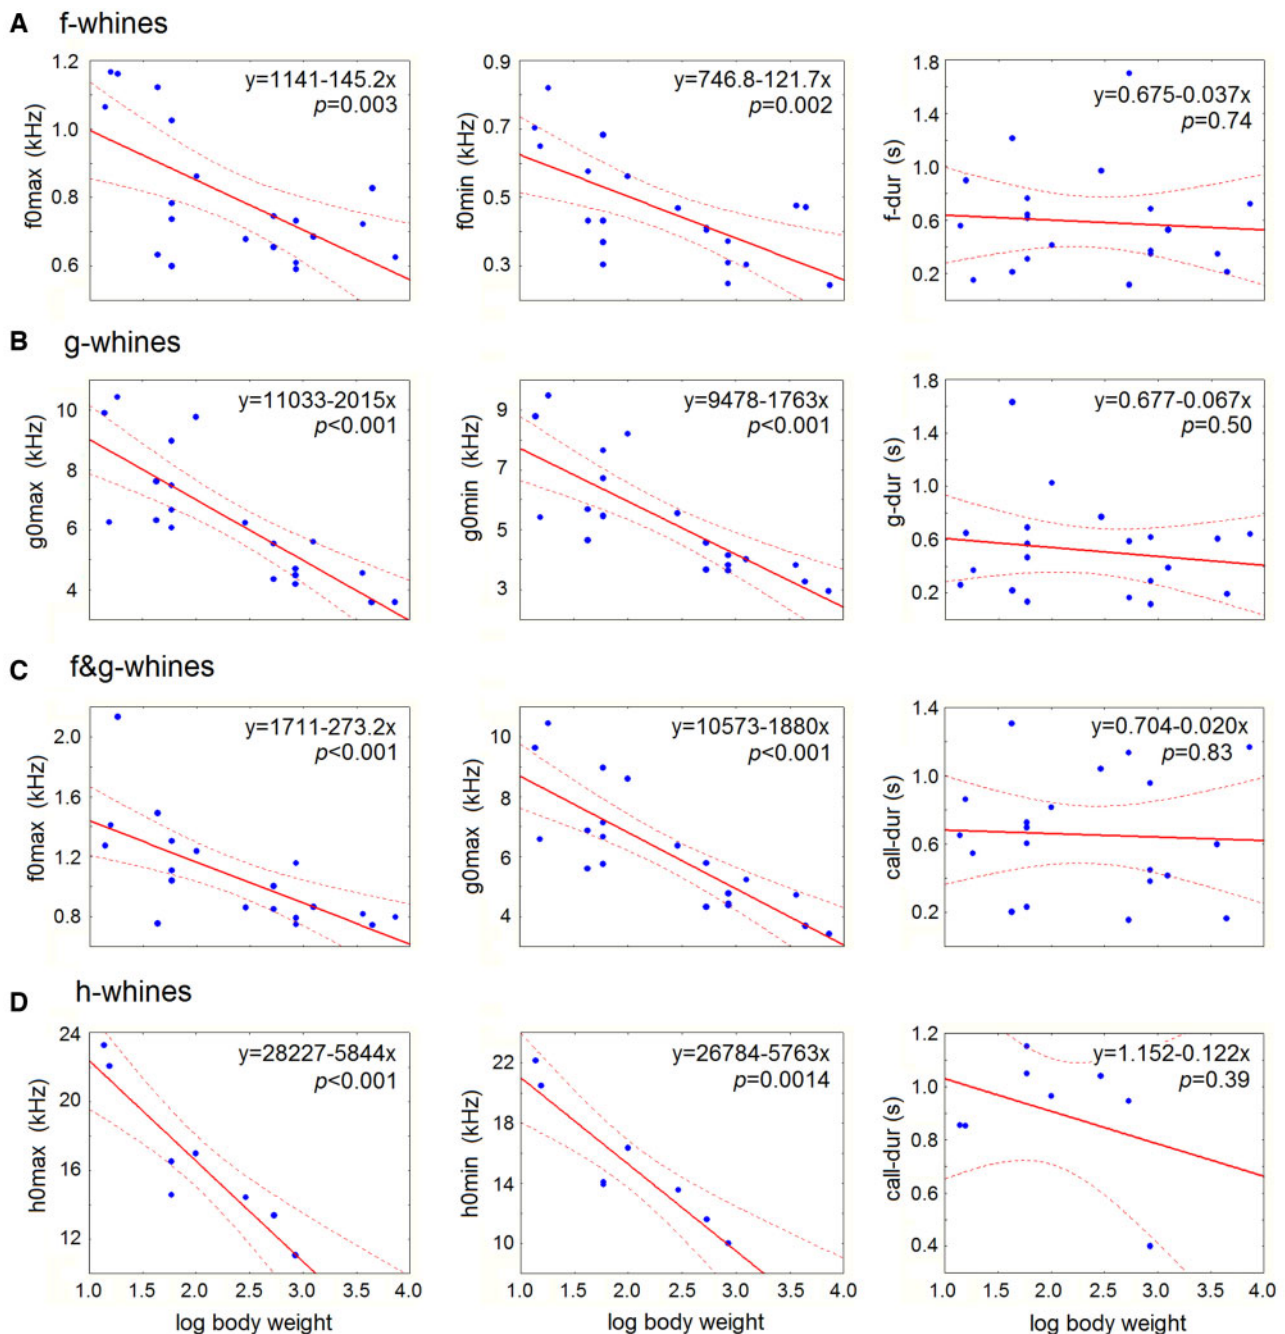 A f-whines
y=1141-145.2x
p=0.003
f0max (kHz)
1.2
1.0
0.8
0.6
y=746.8-121.7x
p=0.002
f0min (kHz)
0.9
0.7
0.5
0.3
y=0.675-0.037x
p=0.74
f-dur (s)
1.8
1.4
1.0
0.6
0.2
B g-whines
y=11033-2015x
p<0.001
g0max (kHz)
10
8
6
4
y=9478-1763x
p<0.001
g0min (kHz)
9
7
5
3
y=0.677-0.067x
p=0.50
g-dur (s)
1.8
1.4
1.0
0.6
0.2
C f&g-whines
y=1711-273.2x
p<0.001
f0max (kHz)
2.0
1.6
1.2
0.8
y=10573-1880x
p<0.001
g0max (kHz)
10
8
6
4
y=0.704-0.020x
p=0.83
call-dur (s)
1.4
1.0
0.6
0.2
D h-whines
y=28227-5844x
p<0.001
h0max (kHz)
24
20
16
12
1.0 1.5 2.0 2.5 3.0 3.5 4.0
log body weight
y=26784-5763x
p=0.0014
h0min (kHz)
22
18
14
10
1.0 1.5 2.0 2.5 3.0 3.5 4.0
log body weight
y=1.152-0.122x
p=0.39
call-dur (s)
1.2
1.0
0.8
0.6
0.4
1.0 1.5 2.0 2.5 3.0 3.5 4.0
log body weight